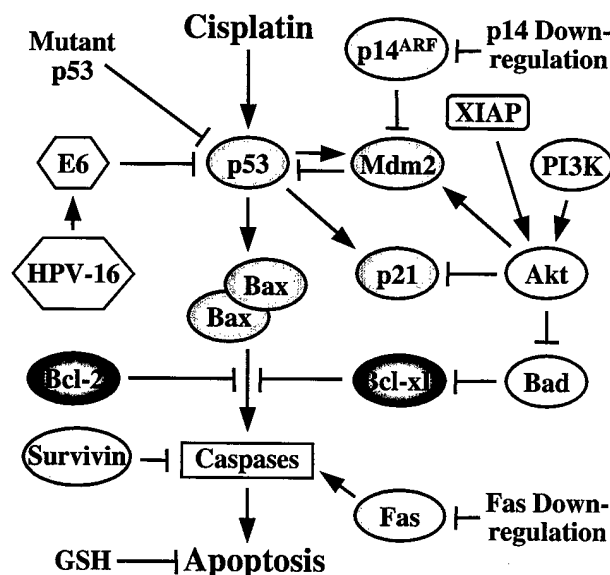 Mutant
p53
Cisplatin
p14ARF
p14 Down-
regulation
XIAP
E6
p53
Mdm2
PI3K
HPV-16
Bax
Bax
p21
Akt
Bcl-2
Bcl-xl
Bad
Survivin
Caspases
Fas
Fas Down-
regulation
GSH
Apoptosis